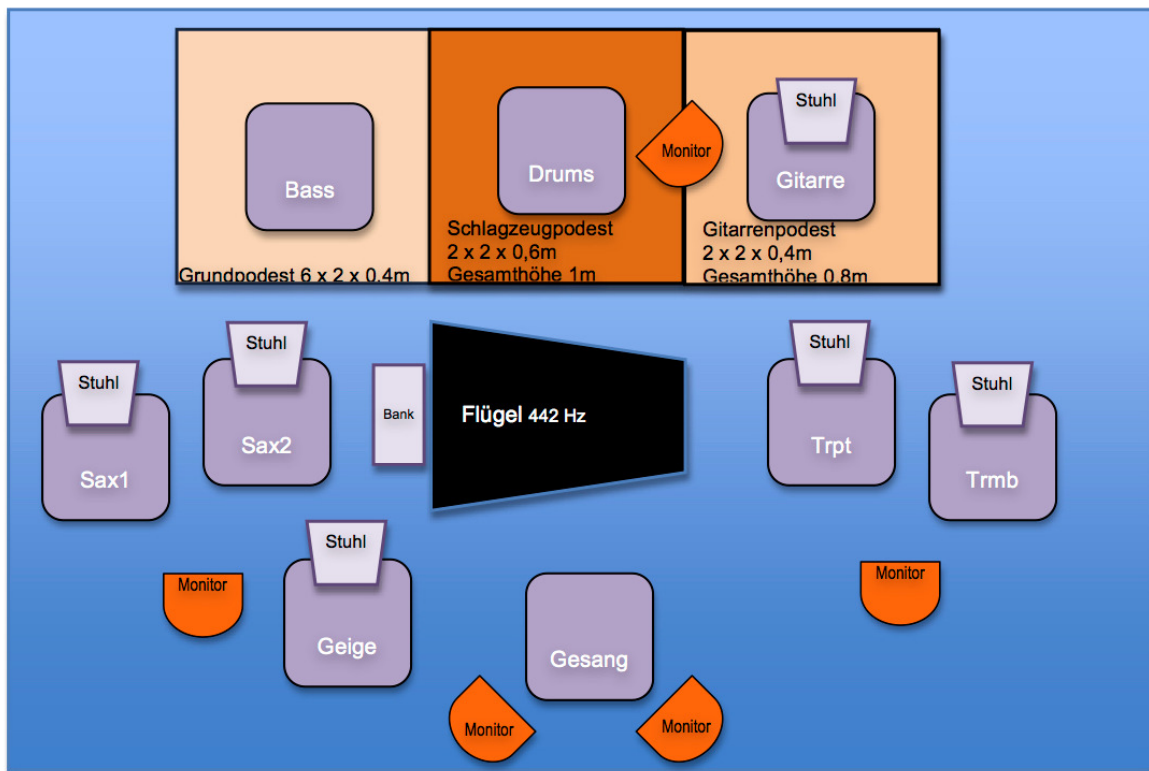 Stuhl
Monitor
Bass
Drums
Gitarre
Schlagzeugpodest
2 x 2 x 0,6m
Gesamthöhe 1m
Gitarrenpodest
2 x 2 x 0,4m
Gesamthöhe 0,8m
Grundpodest 6 x 2 x 0,4m
Stuhl
Stuhl
Stuhl
Stuhl
Bank
Flügel 442 Hz
Sax1
Sax2
Trpt
Trmb
Stuhl
Monitor
Monitor
Geige
Gesang
Monitor
Monitor